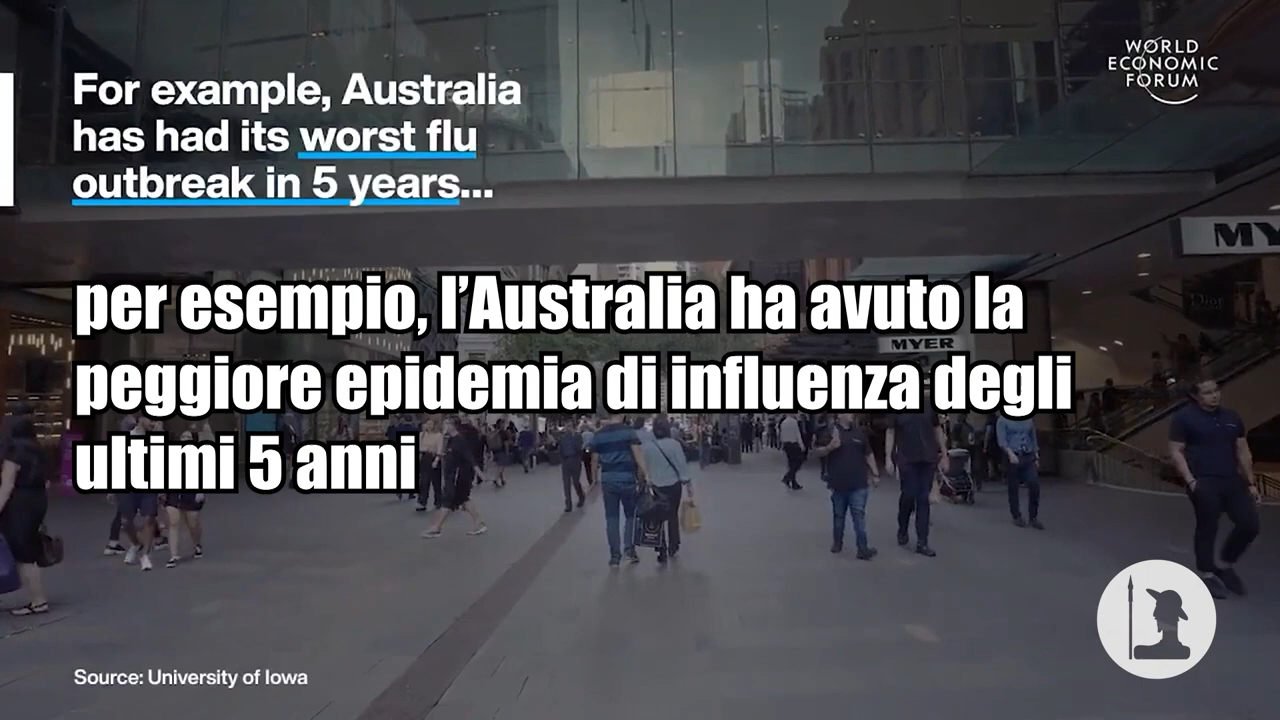 For example, Australia
has had its worst flu
outbreak in 5 years...
WORLD
ECONOMIC
FORUM
MY
per esempio, l’Australia ha avuto la
MYER
peggiore epidemia di influenza degli
ultimi 5 anni
Source: University of Iowa